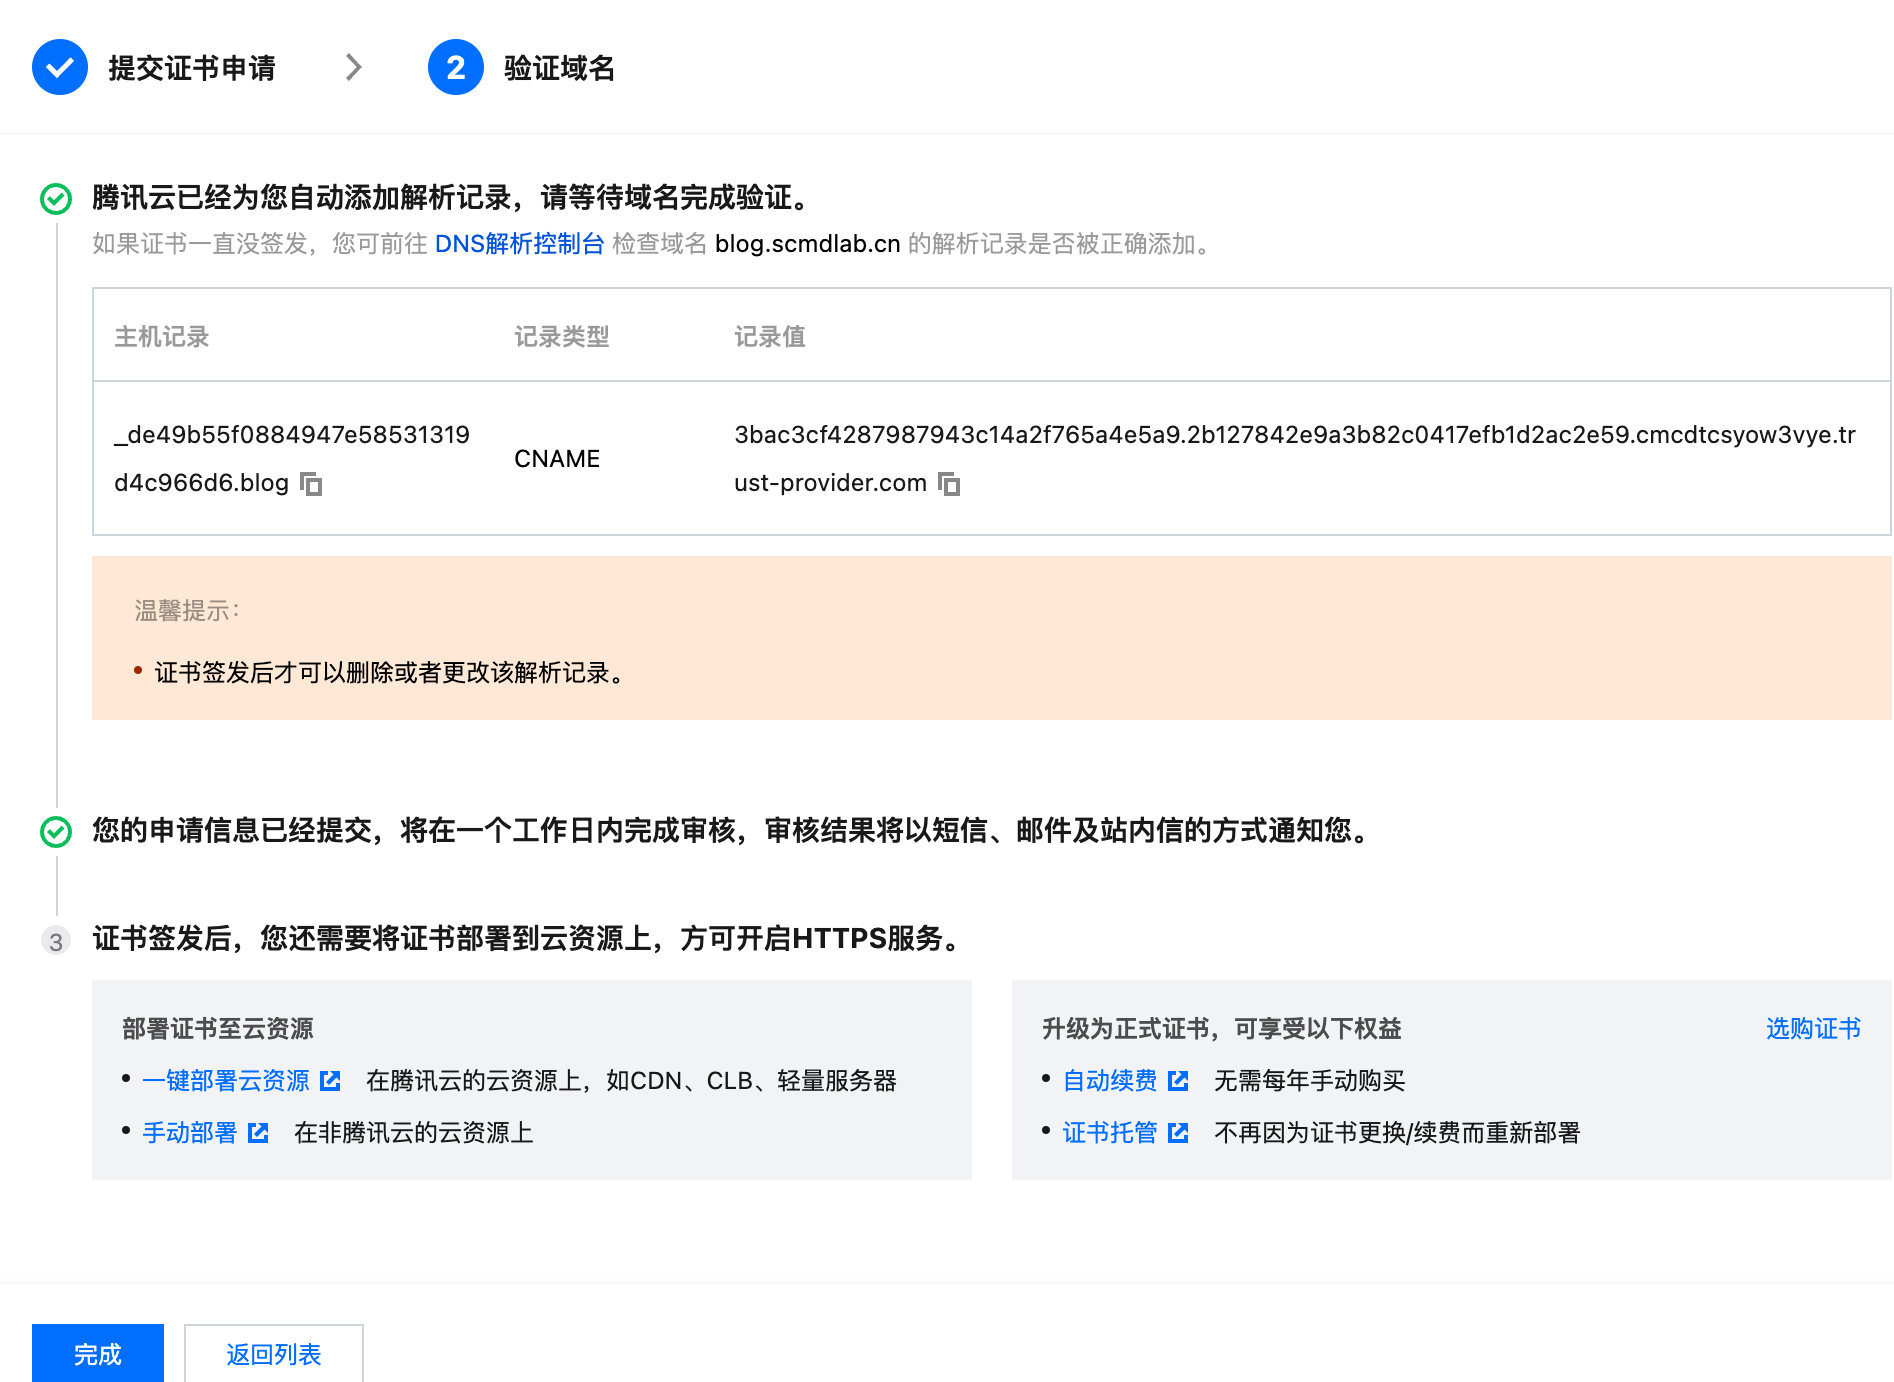 提交证书申请
2 验证域名
腾讯云已经为您自动添加解析记录，请等待域名完成验证。
如果证书一直没签发，您可前往 DNS解析控制台 检查域名 blog.scmdlab.cn 的解析记录是否被正确添加。
主机记录 记录类型 记录值
_de49b55f0884947e58531319
d4c966d6.blog
CNAME
3bac3cf4287987943c14a2f765a4e5a9.2b127842e9a3b82c0417efb1d2ac2e59.cmcdtcsyow3vye.tr
ust-provider.com
温馨提示：
• 证书签发后才可以删除或者更改该解析记录。
您的申请信息已经提交，将在一个工作日内完成审核，审核结果将以短信、邮件及站内信的方式通知您。
3 证书签发后，您还需要将证书部署到云资源上，方可开启HTTPS服务。
部署证书至云资源
• 一键部署云资源 在腾讯云的云资源上，如CDN、CLB、轻量服务器
• 手动部署 在非腾讯云的云资源上
升级为正式证书，可享受以下权益 选购证书
• 自动续费 无需每年手动购买
• 证书托管 不再因为证书更换/续费而重新部署
完成 返回列表